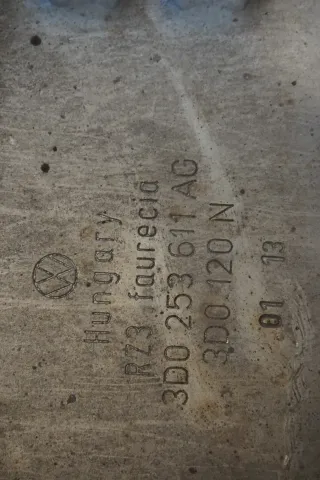 Hungary
RZ3 faurecia
3D0 253 611 AG
3D0 120 N
01 13